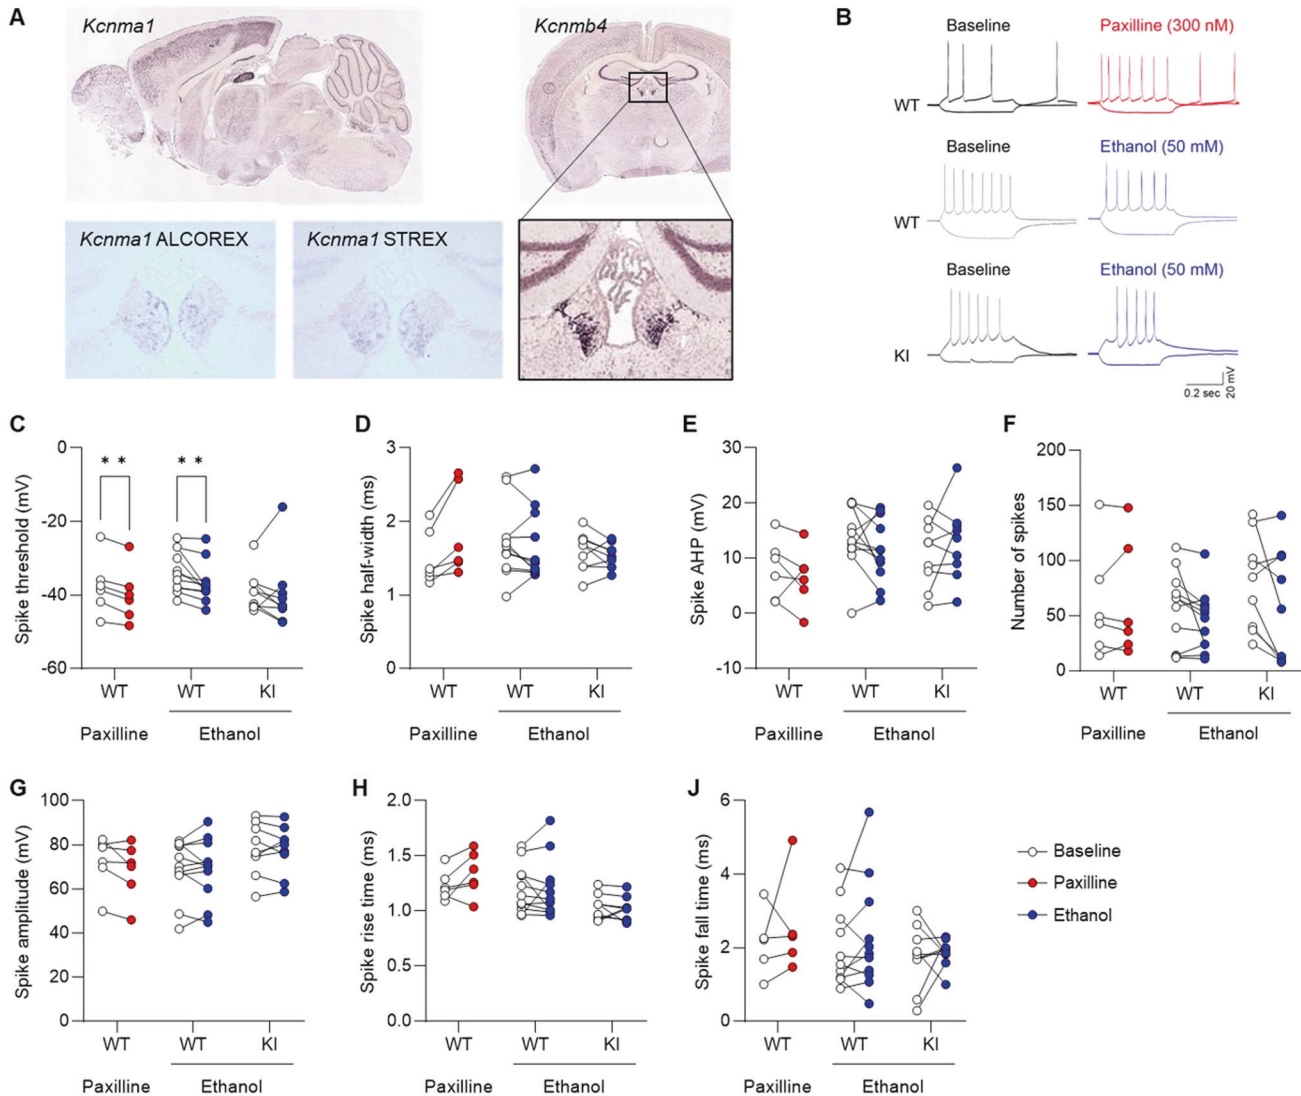 A
Kcnma1
Kcnmb4
Kcnma1 ALCOREX
Kcnma1 STREX
B
Baseline
Paxilline (300 nM)
WT
Baseline
Ethanol (50 mM)
WT
Baseline
Ethanol (50 mM)
KI
0.2 sec
20 mV
C
Spike threshold (mV)
0
-20
-40
-60
* *
* *
WT
WT
KI
Paxilline
Ethanol
D
Spike half-width (ms)
3
2
1
0
WT
WT
KI
Paxilline
Ethanol
E
Spike AHP (mV)
30
20
10
0
-10
WT
WT
KI
Paxilline
Ethanol
F
Number of spikes
200
150
100
50
0
WT
WT
KI
Paxilline
Ethanol
G
Spike amplitude (mV)
100
80
60
40
20
0
WT
WT
KI
Paxilline
Ethanol
H
Spike rise time (ms)
2.0
1.5
1.0
0.5
0.0
WT
WT
KI
Paxilline
Ethanol
J
Spike fall time (ms)
6
4
2
0
WT
WT
KI
Paxilline
Ethanol
Baseline
Paxilline
Ethanol